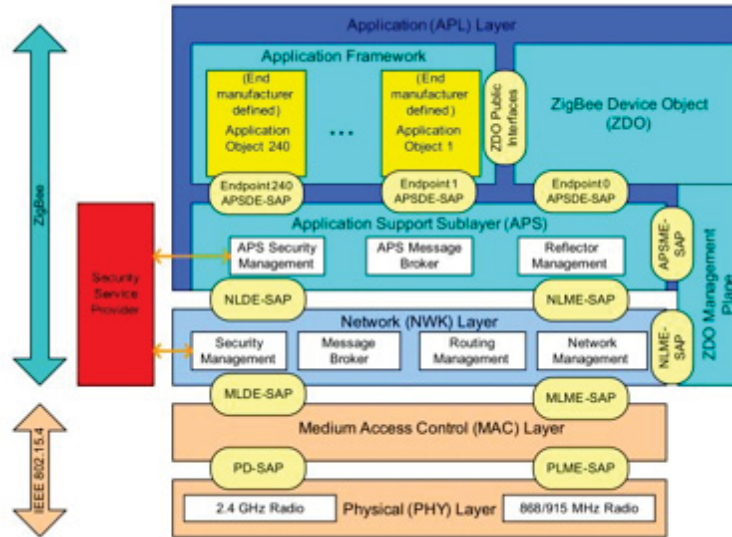 Application (APL) Layer
Application Framework
(End
manufacturer
defined)
Application
Object 240
...
(End
manufacturer
defined)
Application
Object 1
ZDO Public
Interfaces
ZigBee Device Object
(ZDO)
Endpoint 240
APSDE-SAP
Endpoint 1
APSDE-SAP
Endpoint 0
APSDE-SAP
ZigBee
Application Support Sublayer (APS)
APS Security
Management
APS Message
Broker
Reflector
Management
APSME-
SAP
Security
Service
Provider
NLDE-SAP
NLME-SAP
ZDO Management
Plane
Network (NWK) Layer
Security
Management
Message
Broker
Routing
Management
Network
Management
NLME-
SAP
MLDE-SAP
MLME-SAP
IEEE 802.15.4
Medium Access Control (MAC) Layer
PD-SAP
PLME-SAP
2.4 GHz Radio
Physical (PHY) Layer
868/915 MHz Radio